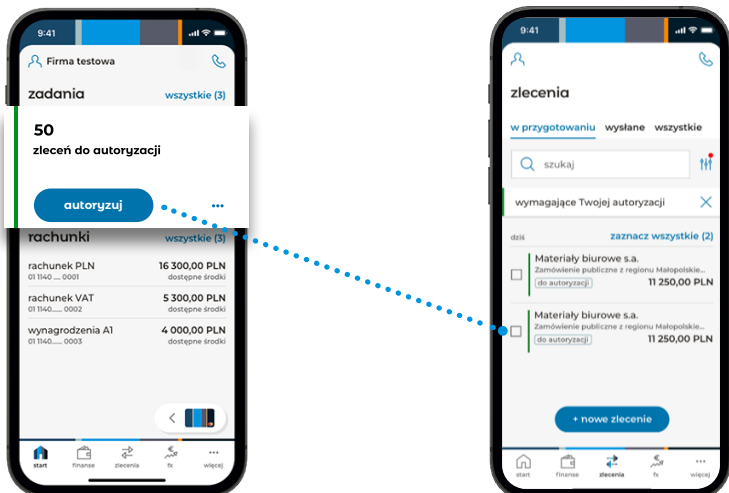 9:41
Firma testowa
zadania wszystkie (3)
50
zleceń do autoryzacji
autoryzuj
rachunki wszystkie (3)
rachunek PLN 16 300,00 PLN
01 1140 .... 0001 dostępne środki
rachunek VAT 5 300,00 PLN
01 1140...... 0002 dostępne środki
wynagrodzenia A1 4 000,00 PLN
01 1140...... 0003 dostępne środki
start finanse zlecenia fx więcej
9:41
zlecenia
w przygotowaniu wysłane wszystkie
szukaj
wymagające Twojej autoryzacji
dziś zaznacz wszystkie (2)
Materiały biurowe s.a.
Zamówienie publiczne z regionu Małopolskie...
do autoryzacji 11 250,00 PLN
Materiały biurowe s.a.
Zamówienie publiczne z regionu Małopolskie...
do autoryzacji 11 250,00 PLN
+ nowe zlecenie
start finanse zlecenia fx więcej